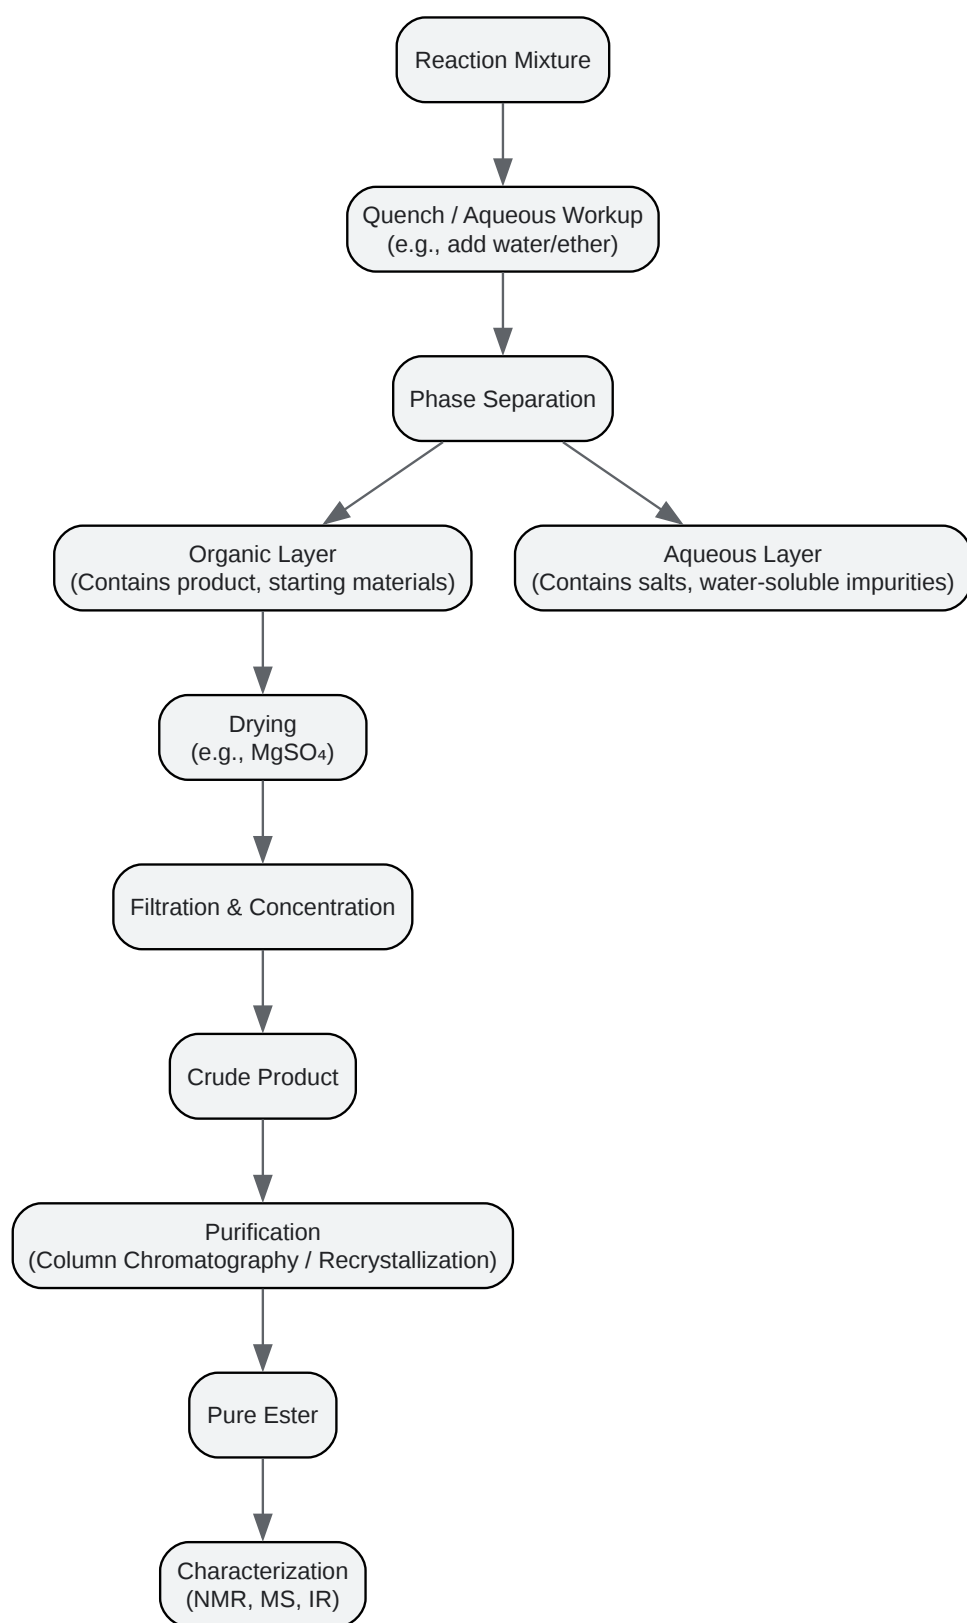 Reaction Mixture
Quench / Aqueous Workup
(e.g., add water/ether)
Phase Separation
Organic Layer
(Contains product, starting materials)
Aqueous Layer
(Contains salts, water-soluble impurities)
Drying
(e.g., MgSO₄)
Filtration & Concentration
Crude Product
Purification
(Column Chromatography / Recrystallization)
Pure Ester
Characterization
(NMR, MS, IR)